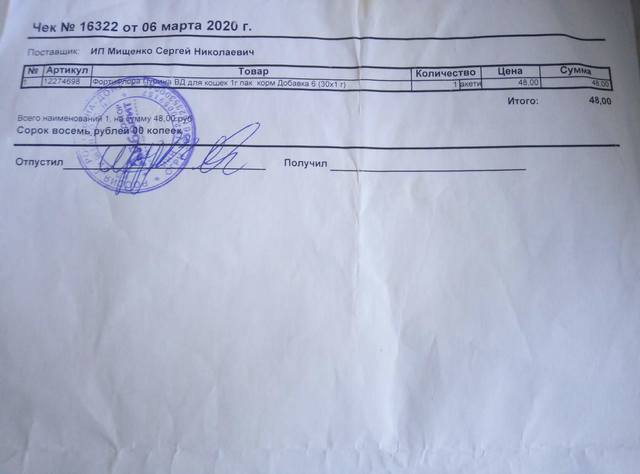 Чек № 16322 от 06 марта 2020 г.
Поставщик: ИП Мищенко Сергей Николаевич
№ Артикул Товар Количество Цена Сумма
1 12274698 ФортиФлора Пурина ВД для кошек 1г пак корм Добавка 6 (30х1 г) 1 пакети 48,00 48,00
Итого: 48,00
Всего наименований 1, на сумму 48,00 руб
Сорок восемь рублей 00 копеек
Отпустил Получил